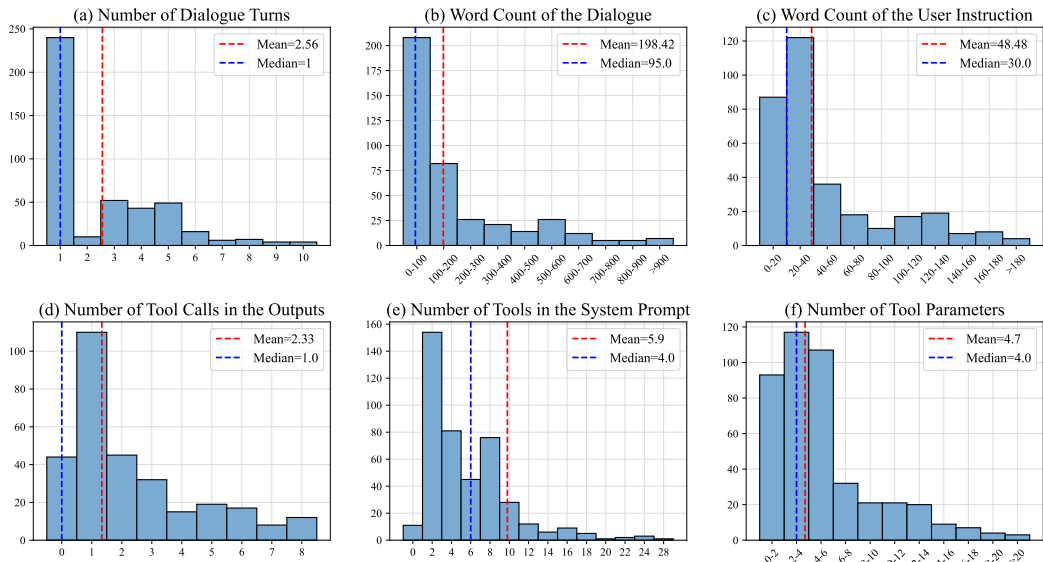 (a) Number of Dialogue Turns
250
200
150
100
50
0
1 2 3 4 5 6 7 8 9 10
Mean=2.56
Median=1
(b) Word Count of the Dialogue
200
175
150
125
100
75
50
25
0
0-100 100-200 200-300 300-400 400-500 500-600 600-700 700-800 800-900 >900
Mean=198.42
Median=95.0
(c) Word Count of the User Instruction
120
100
80
60
40
20
0
0-20 20-40 40-60 60-80 80-100 100-120 120-140 140-160 160-180 >180
Mean=48.48
Median=30.0
(d) Number of Tool Calls in the Outputs
100
80
60
40
20
0
0 1 2 3 4 5 6 7 8
Mean=2.33
Median=1.0
(e) Number of Tools in the System Prompt
160
140
120
100
80
60
40
20
0
0 2 4 6 8 10 12 14 16 18 20 22 24 28
Mean=5.9
Median=4.0
(f) Number of Tool Parameters
120
100
80
60
40
20
0
0-2 2-4 4-6 6-8
Mean=4.7
Median=4.0